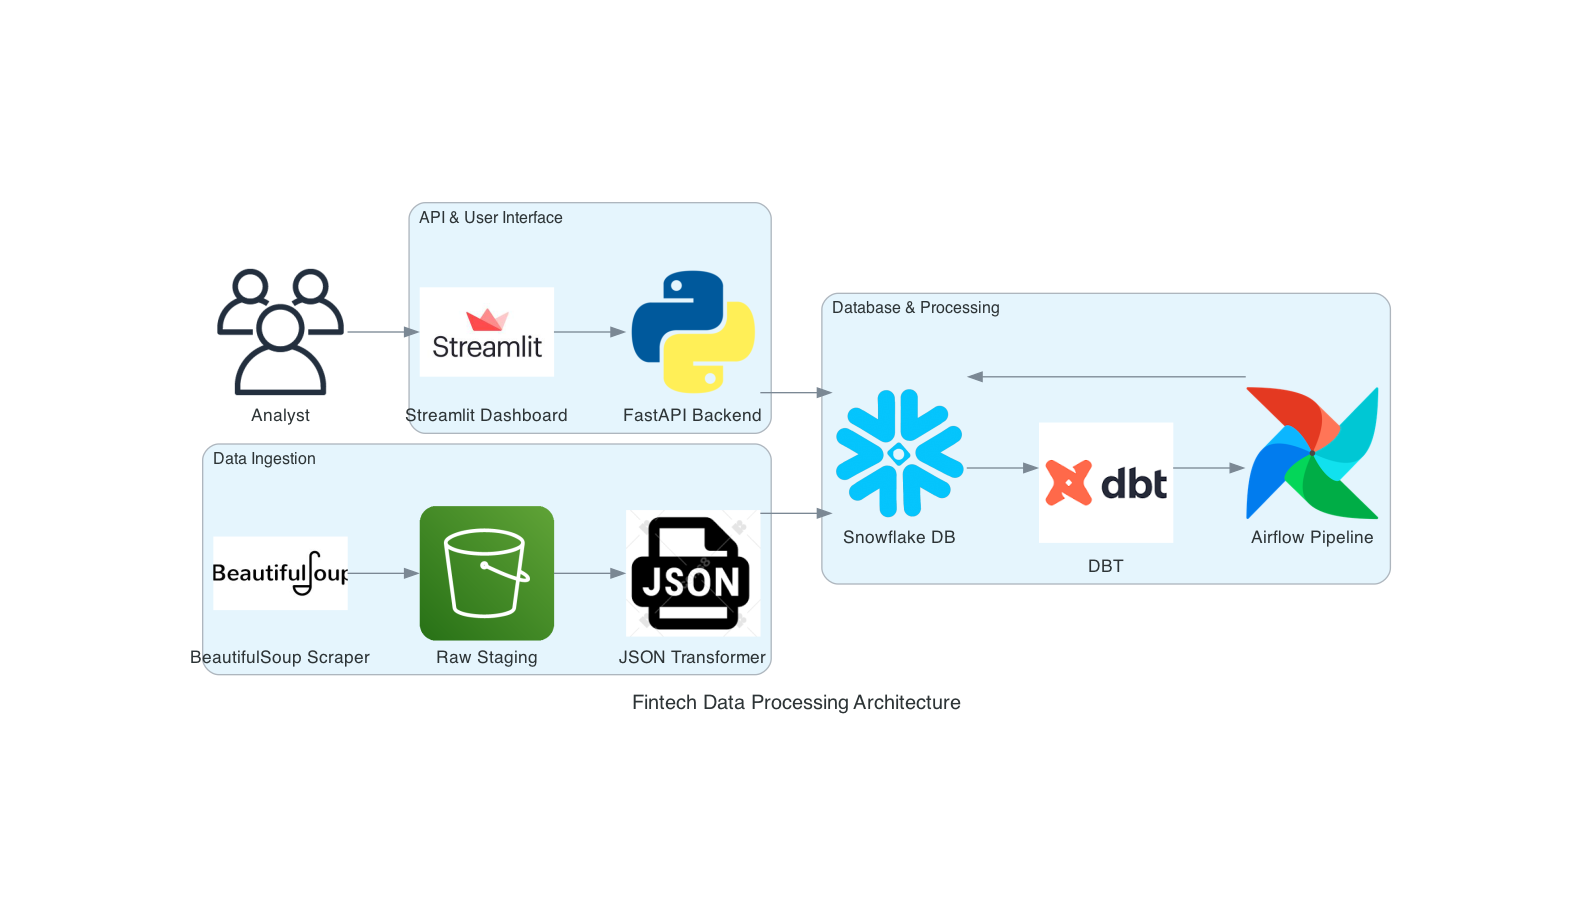 API & User Interface
Streamlit
Analyst
Streamlit Dashboard
FastAPI Backend
Database & Processing
dbt
Snowflake DB
DBT
Airflow Pipeline
Data Ingestion
BeautifulSoup
JSON
BeautifulSoup Scraper
Raw Staging
JSON Transformer
Fintech Data Processing Architecture